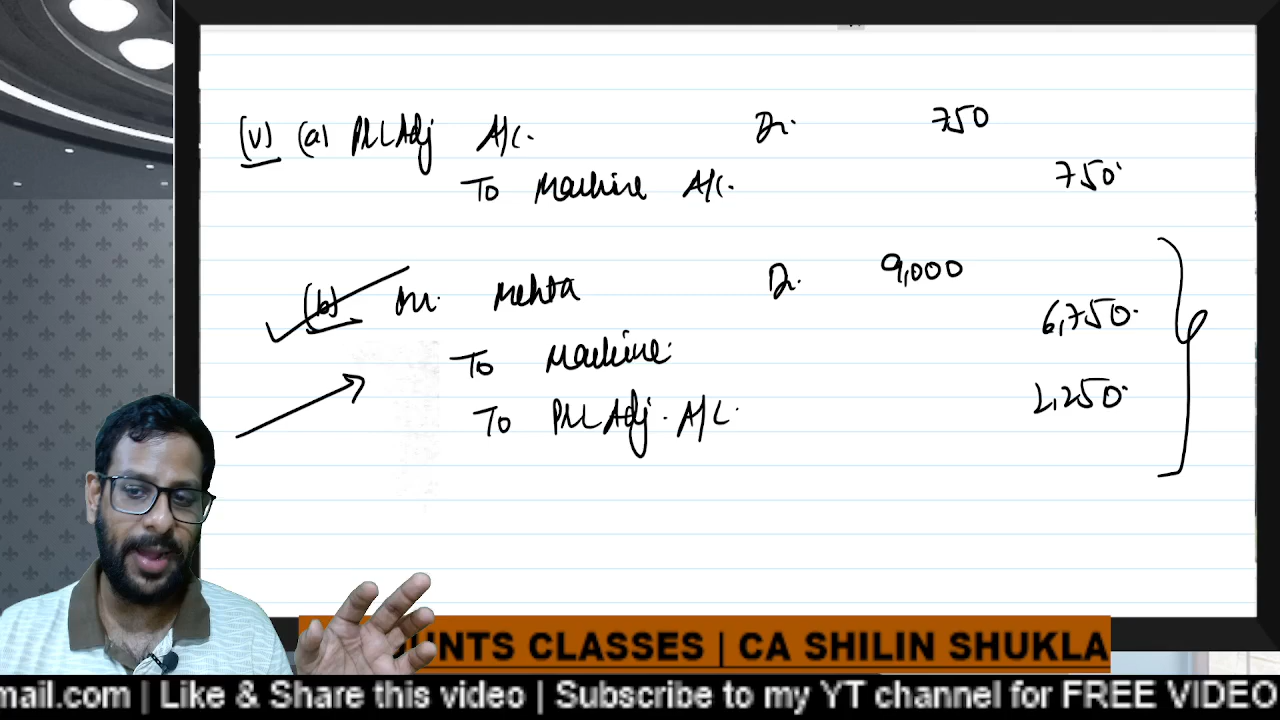 (v) (a) P&L Adj A/c. Dr. 750
To Machine A/c. 750
(b) Mr. Mehta Dr. 9,000
To Machine 6,750
To P&L Adj. A/c. 2,250
UNTS CLASSES | CA SHILIN SHUKLA
mail.com | Like & Share this video | Subscribe to my YT channel for FREE VIDEO